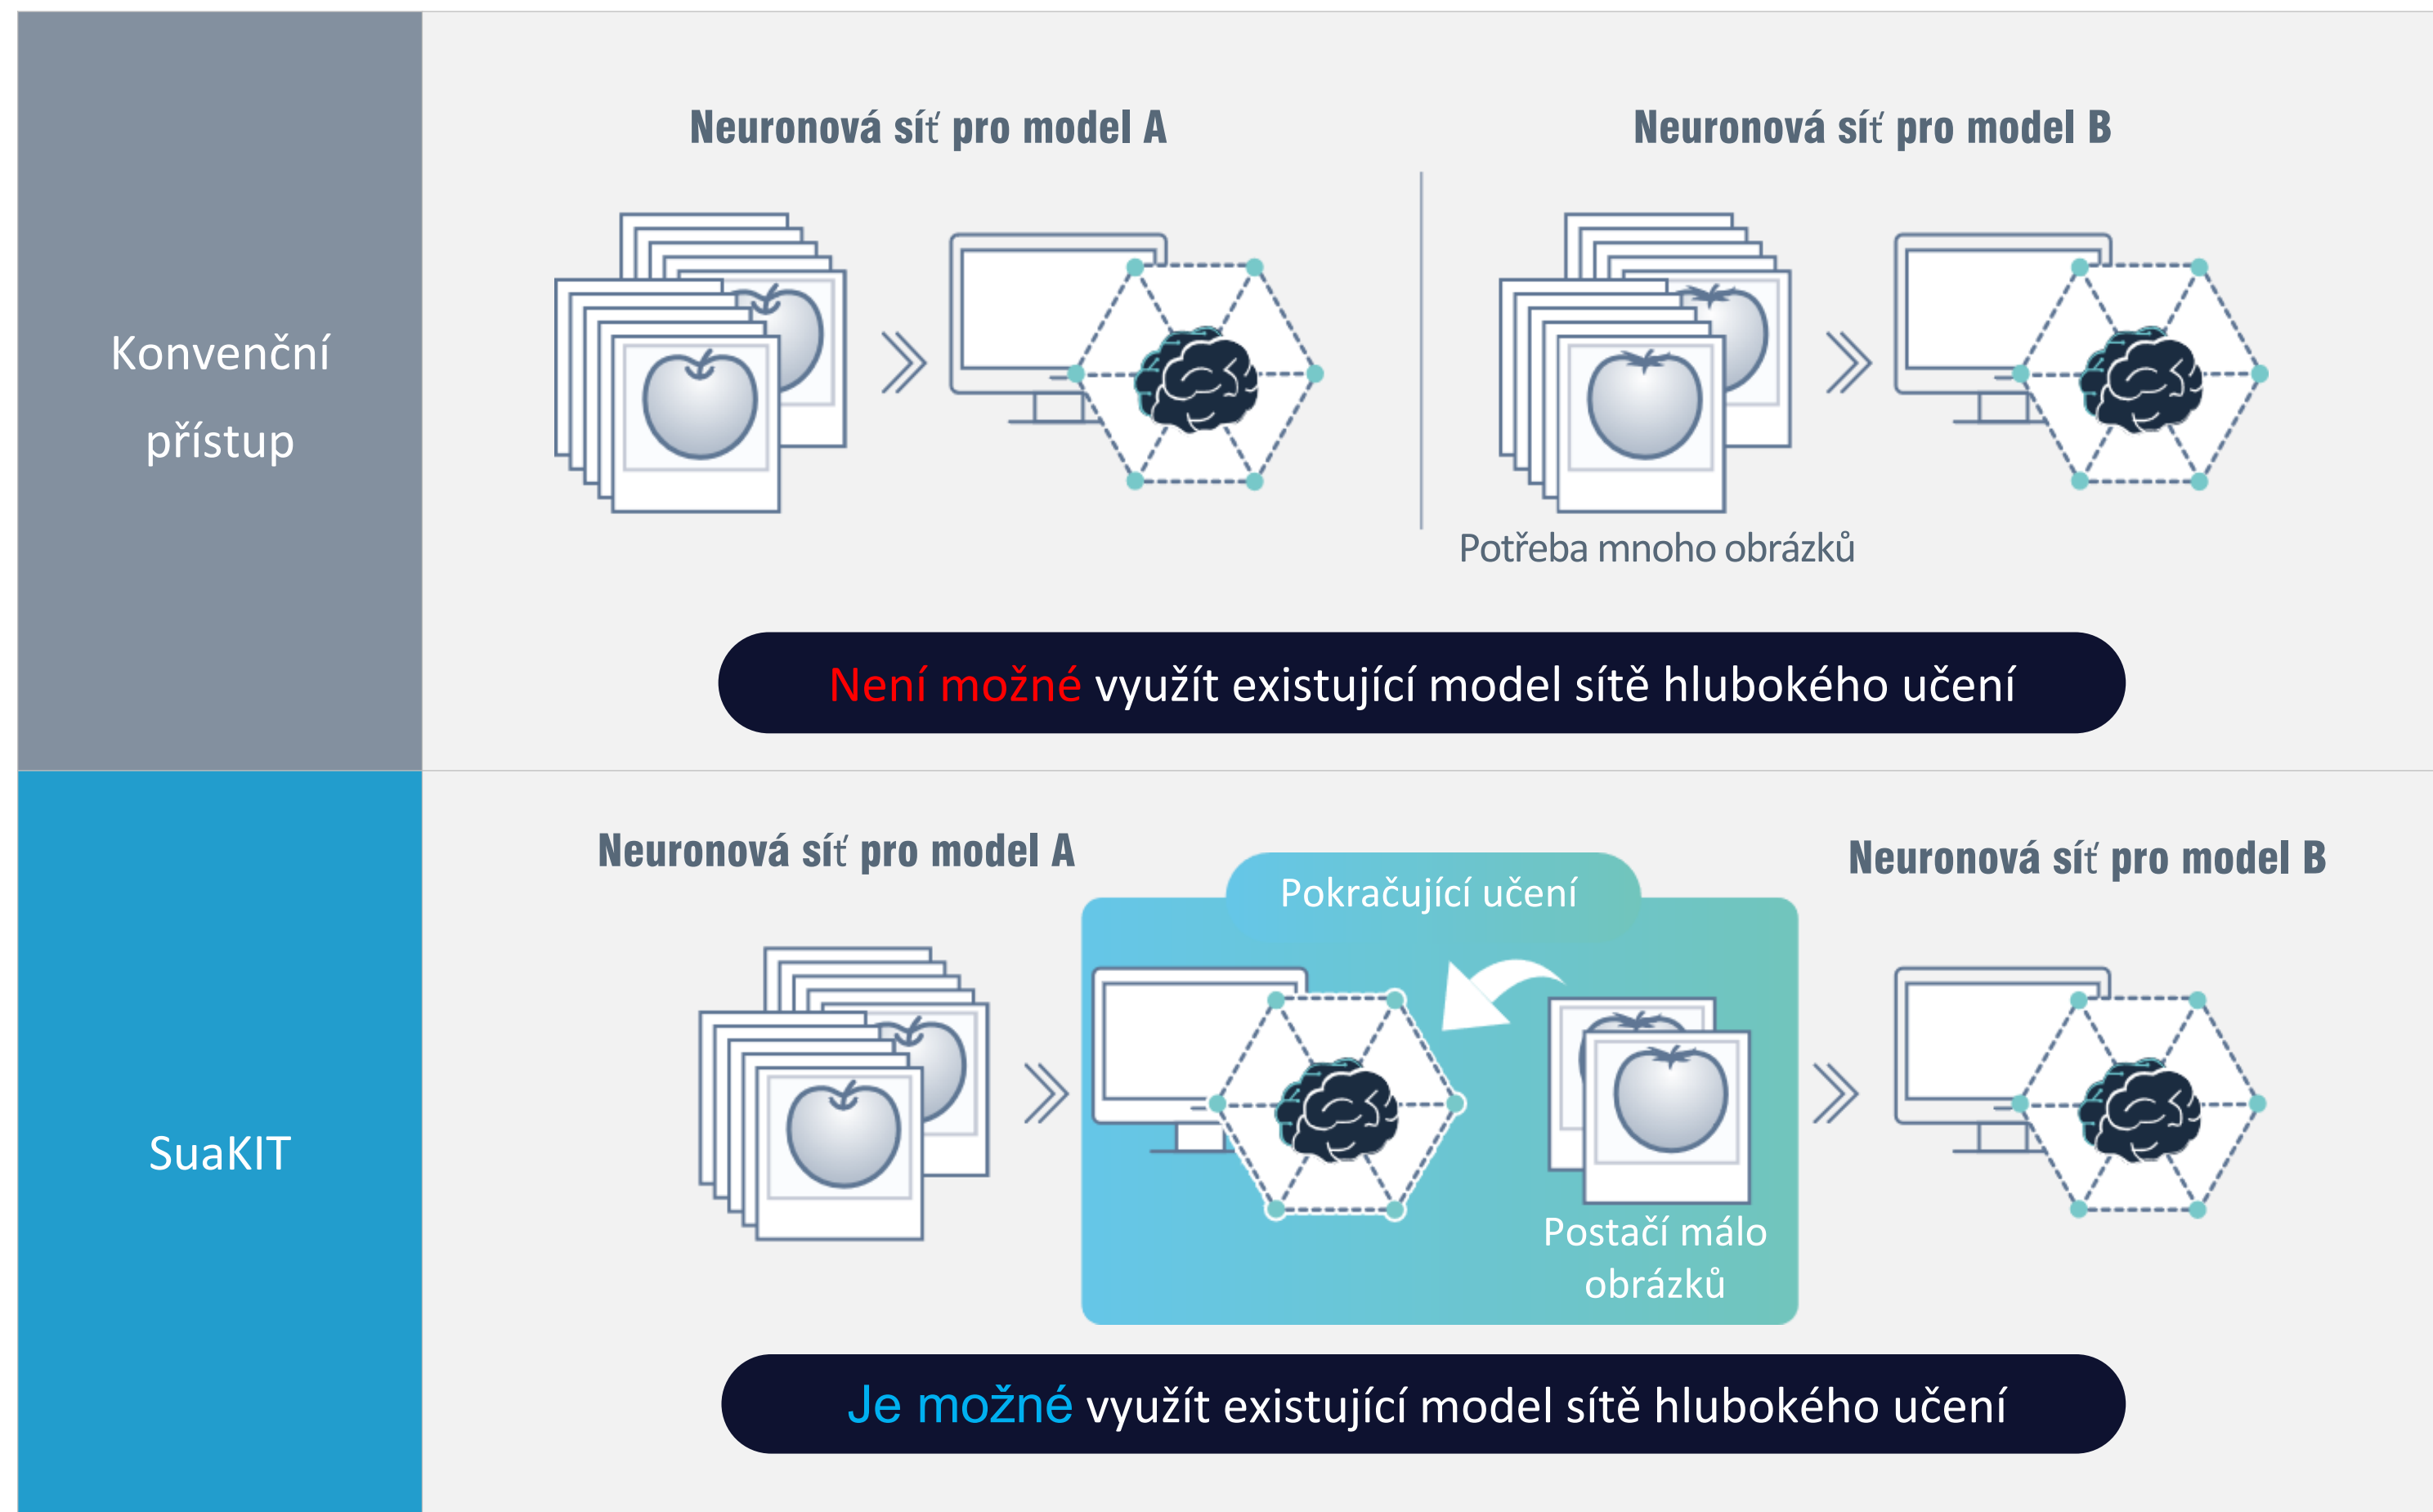 Konvenční
přístup
Neuronová síť pro model A
Neuronová síť pro model B
Potřeba mnoho obrázků
Není možné využít existující model sítě hlubokého učení
SuaKIT
Neuronová síť pro model A
Pokračující učení
Neuronová síť pro model B
Postačí málo
obrázků
Je možné využít existující model sítě hlubokého učení